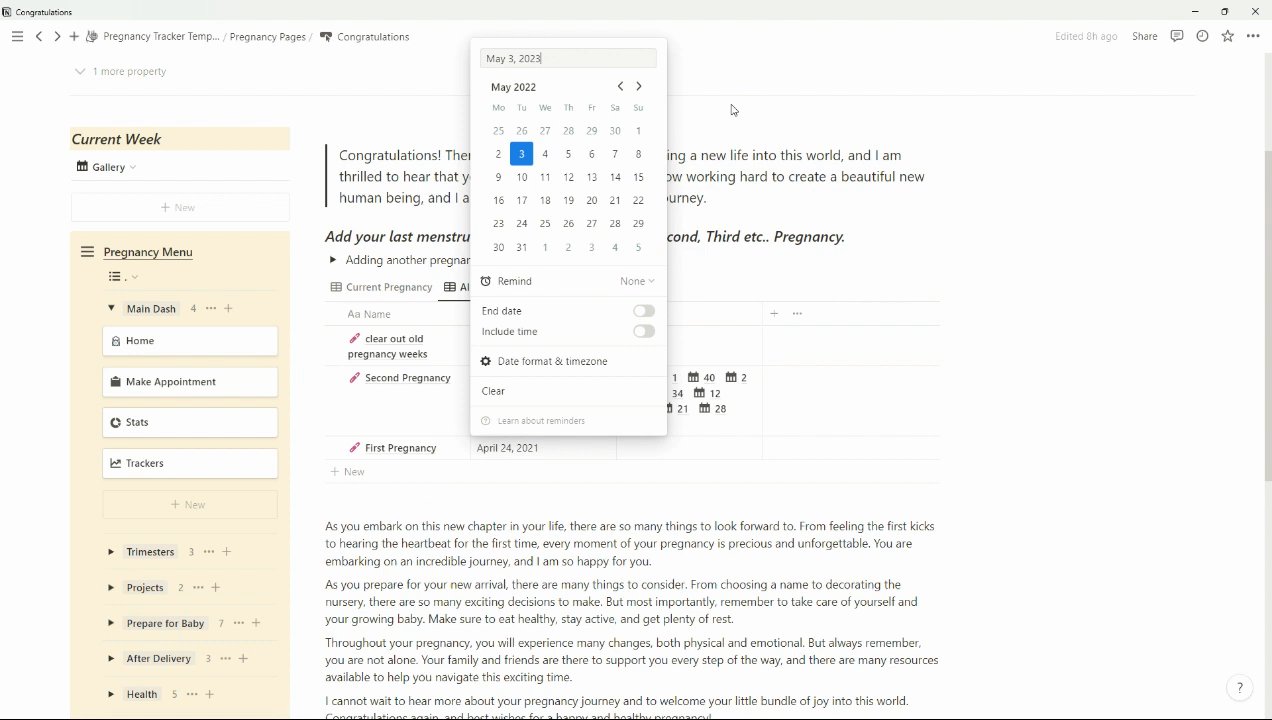 Congratulations
Pregnancy Tracker Temp... / Pregnancy Pages / Congratulations
Edited 8h ago Share
1 more property
Current Week
Gallery
+ New
Pregnancy Menu
.
Main Dash 4 ••• +
Home
Make Appointment
Stats
Trackers
+ New
Trimesters 3 ••• +
Projects 2 ••• +
Prepare for Baby 7 ••• +
After Delivery 3 ••• +
Health 5 ••• +
May 3, 2023
May 2022
Mo Tu We Th Fr Sa Su
25 26 27 28 29 30 1
2 3 4 5 6 7 8
9 10 11 12 13 14 15
16 17 18 19 20 21 22
23 24 25 26 27 28 29
30 31 1 2 3 4 5
Remind None
End date
Include time
Date format & timezone
Clear
Learn about reminders
Congratulations! ing a new life into this world, and I am
thrilled to hear that ow working hard to create a beautiful new
human being, and I
Add your last cond, Third etc.. Pregnancy.
Adding another
Current Pregnancy
Aa Name
+ •••
clear out old
pregnancy weeks
Second Pregnancy
1 40 2
34 12
21 28
First Pregnancy April 24, 2021
+ New
As you embark on this new chapter in your life, there are so many things to look forward to. From feeling the first kicks
to hearing the heartbeat for the first time, every moment of your pregnancy is precious and unforgettable. You are
embarking on an incredible journey, and I am so happy for you.
As you prepare for your new arrival, there are many things to consider. From choosing a name to decorating the
nursery, there are so many exciting decisions to make. But most importantly, remember to take care of yourself and
your growing baby. Make sure to eat healthy, stay active, and get plenty of rest.
Throughout your pregnancy, you will experience many changes, both physical and emotional. But always remember,
you are not alone. Your family and friends are there to support you every step of the way, and there are many resources
available to help you navigate this exciting time.
I cannot wait to hear more about your pregnancy journey and to welcome your little bundle of joy into this world.
Congratulations again, and best wishes for a happy and healthy pregnancy!
?